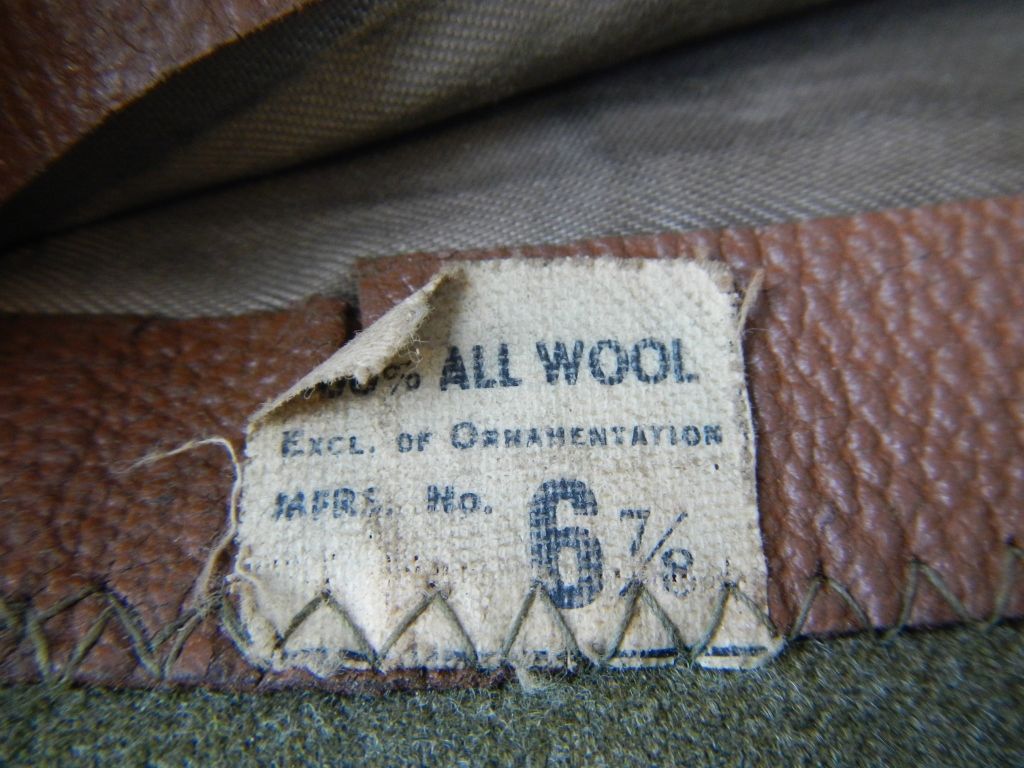 % ALL WOOL
EXCL. OF ORNAMENTATION
MFRS. No.
6 7/8